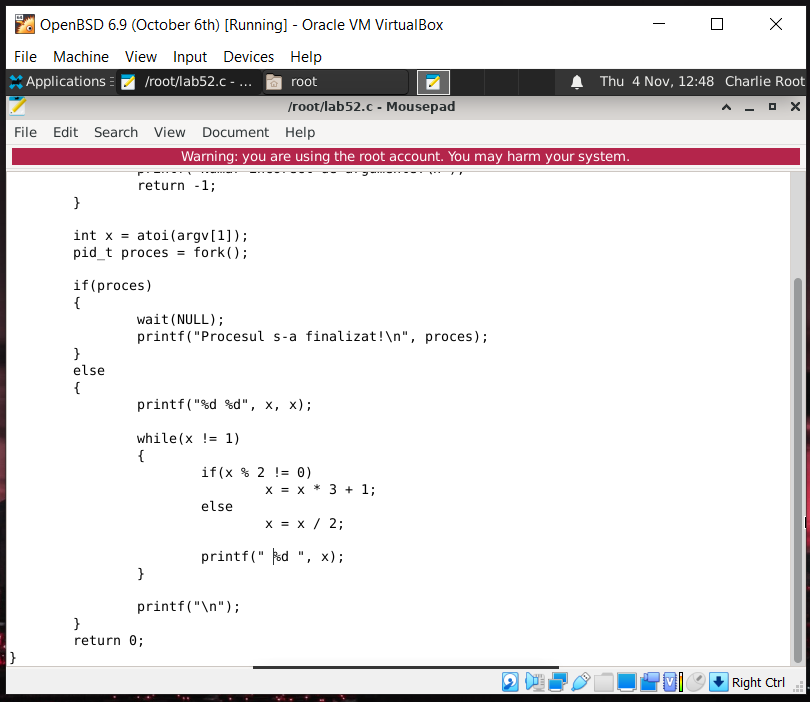 OpenBSD 6.9 (October 6th) [Running] - Oracle VM VirtualBox
File Machine View Input Devices Help
Applications /root/lab52.c - ... root Thu 4 Nov, 12:48 Charlie Root
/root/lab52.c - Mousepad
File Edit Search View Document Help
Warning: you are using the root account. You may harm your system.
return -1;
}
int x = atoi(argv[1]);
pid_t proces = fork();
if(proces)
{
wait(NULL);
printf("Procesul s-a finalizat!\n", proces);
}
else
{
printf("%d %d", x, x);
while(x != 1)
{
if(x % 2 != 0)
x = x * 3 + 1;
else
x = x / 2;
printf(" %d ", x);
}
printf("\n");
}
return 0;
}
Right Ctrl